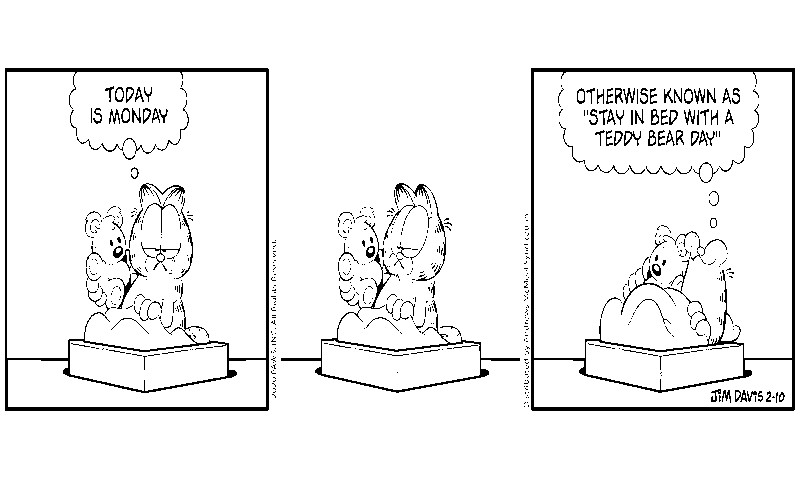 TODAY
IS MONDAY
OTHERWISE KNOWN AS
"STAY IN BED WITH A
TEDDY BEAR DAY"
JIM DAVIS 2-10